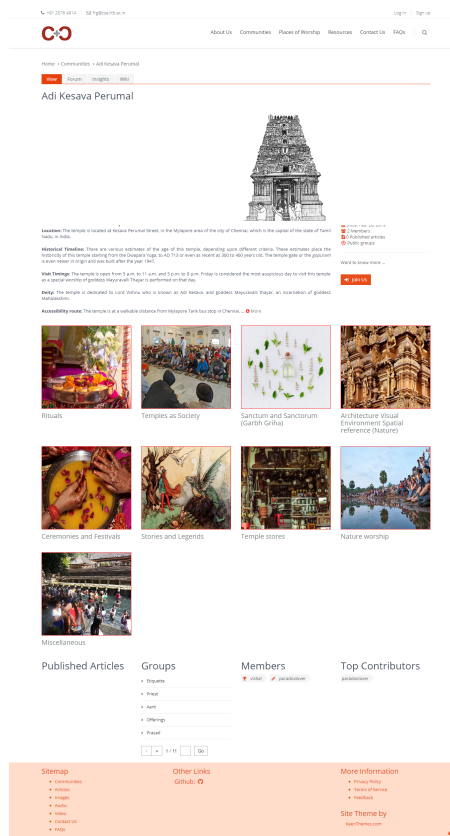 +91 2576 4814
frg@cse.iitb.ac.in
Log in
Sign up
C+C
About Us
Communities
Places of Worship
Resources
Contact Us
FAQs
Home › Communities › Adi Kesava Perumal
View
Forum
Insights
Wiki
Adi Kesava Perumal
Location: The temple is located at Kesava Perumal Street, in the Mylapore area of the city of Chennai, which is the capital of the state of Tamil
Nadu, in India.
Historical Timeline: There are various estimates of the age of this temple, depending upon different criteria. These estimates place the
historicity of this temple starting from the Dwapara Yuga, to AD 713 or even as recent as 300 to 450 years old. The temple gate or the gopuram
is even newer in origin and was built after the year 1947.
Visit Timings: The temple is open from 5 a.m. to 11 a.m. and 5 p.m. to 8 p.m. Friday is considered the most auspicious day to visit this temple
as a special worship of goddess Mayuravalli Thayar is performed on that day.
Deity: The temple is dedicated to Lord Vishnu who is known as Adi Kesava, and goddess Mayuravalli thayar, an incarnation of goddess
Mahalakshmi.
Accessibility route: The temple is at a walkable distance from Mylapore Tank bus stop in Chennai. ... More
2 Members
0 Published articles
Public groups
Want to know more ...
Join Us
Rituals
Temples as Society
Sanctum and Sanctorum
(Garbh Griha)
Architecture Visual
Environment Spatial
reference (Nature)
Ceremonies and Festivals
Stories and Legends
Temple stores
Nature worship
Miscellaneous
Published Articles
Groups
Etiquette
Priest
Aarti
Offerings
Prasad
1 / 11
Go
Members
vishal
paradoxlover
Top Contributors
paradoxlover
Sitemap
Communities
Articles
Images
Audio
Video
Contact Us
FAQs
Other Links
Github:
More Information
Privacy Policy
Terms of Service
Feedback
Site Theme by
KeenThemes.com